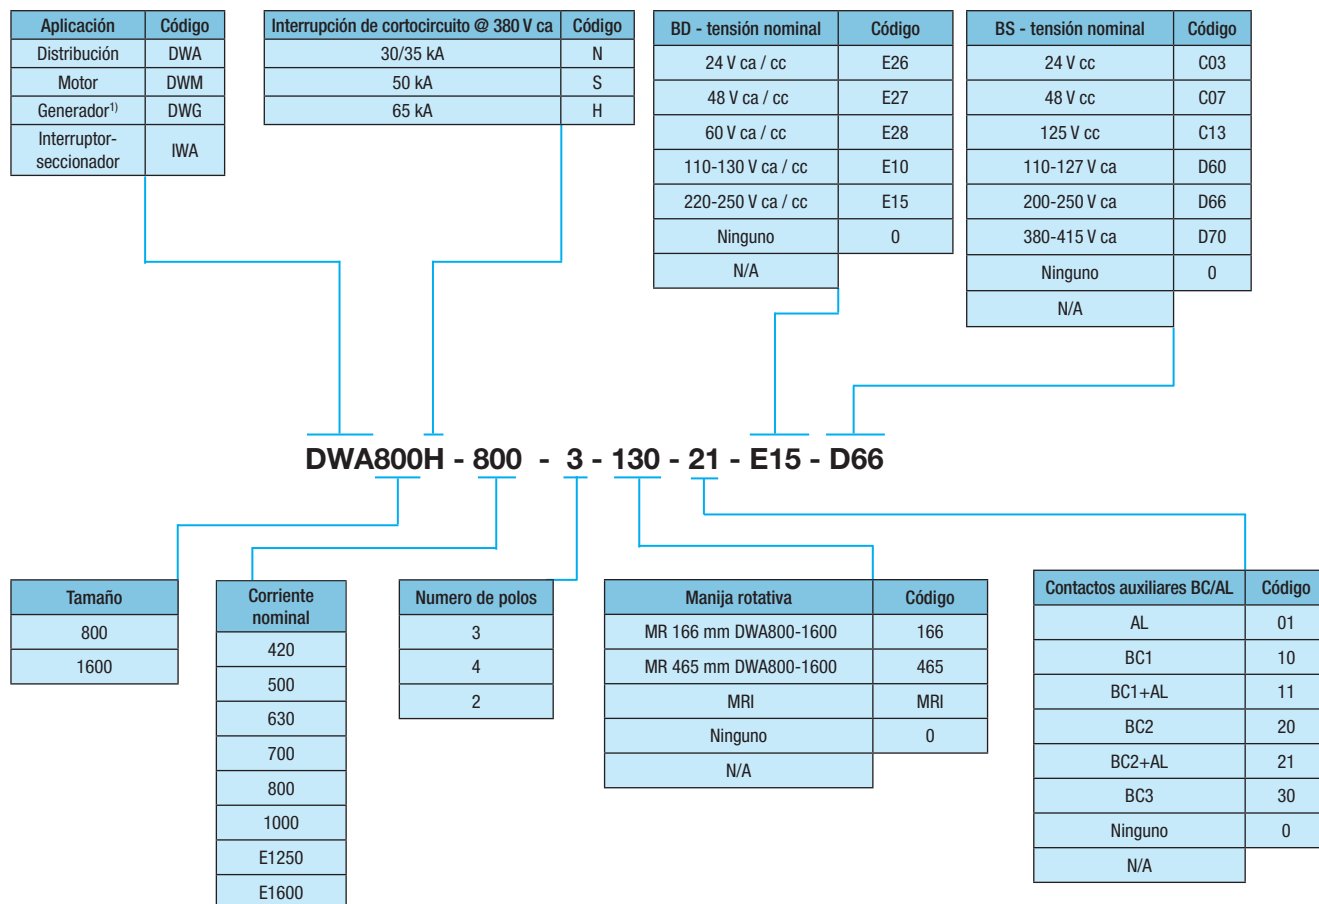 Aplicación Código
Distribución DWA
Motor DWM
Generador1) DWG
Interruptor-
seccionador IWA
Interrupción de cortocircuito @ 380 V ca Código
30/35 kA N
50 kA S
65 kA H
BD - tensión nominal Código
24 V ca / cc E26
48 V ca / cc E27
60 V ca / cc E28
110-130 V ca / cc E10
220-250 V ca / cc E15
Ninguno 0
N/A
BS - tensión nominal Código
24 V cc C03
48 V cc C07
125 V cc C13
110-127 V ca D60
200-250 V ca D66
380-415 V ca D70
Ninguno 0
N/A
DWA800H - 800 - 3 - 130 - 21 - E15 - D66
Tamaño
800
1600
Corriente
nominal
420
500
630
700
800
1000
E1250
E1600
Numero de polos
3
4
2
Manija rotativa Código
MR 166 mm DWA800-1600 166
MR 465 mm DWA800-1600 465
MRI MRI
Ninguno 0
N/A
Contactos auxiliares BC/AL Código
AL 01
BC1 10
BC1+AL 11
BC2 20
BC2+AL 21
BC3 30
Ninguno 0
N/A